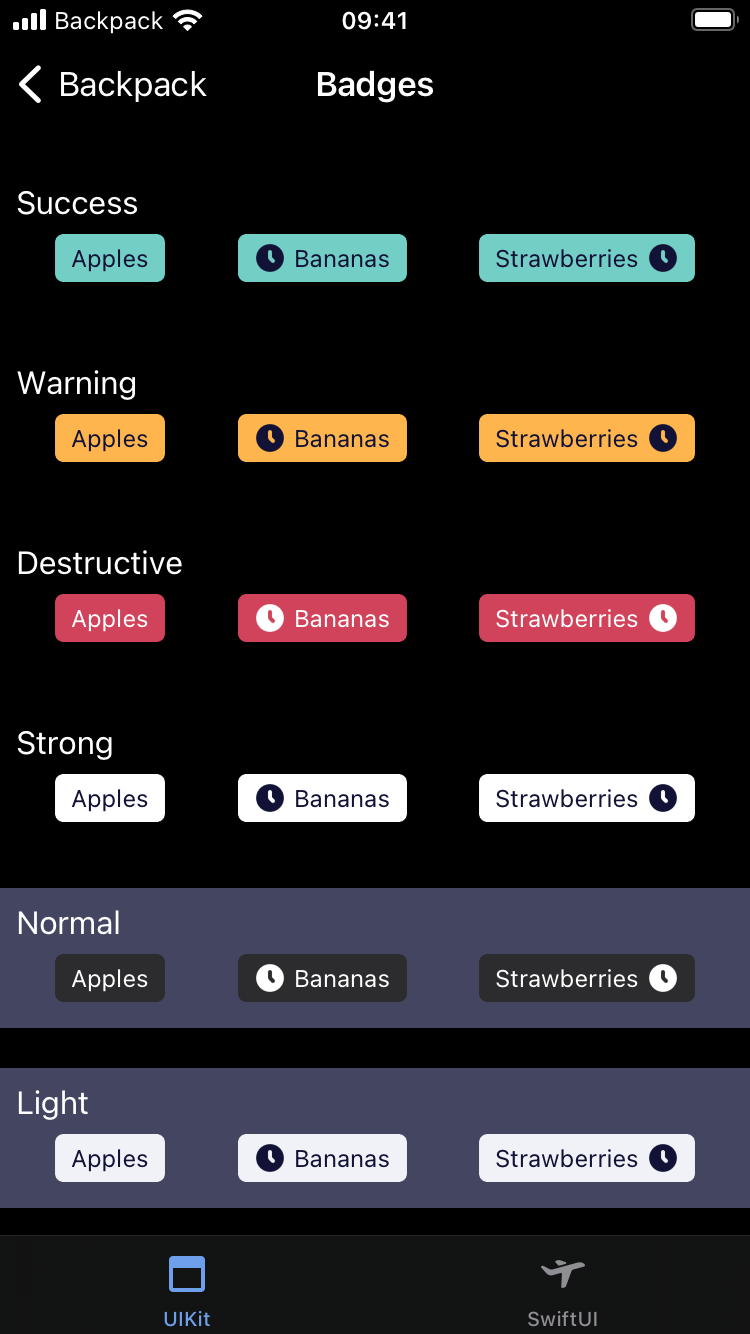 Backpack 09:41
Backpack Badges
Success
Apples Bananas Strawberries
Warning
Apples Bananas Strawberries
Destructive
Apples Bananas Strawberries
Strong
Apples Bananas Strawberries
Normal
Apples Bananas Strawberries
Light
Apples Bananas Strawberries
UIKit SwiftUI